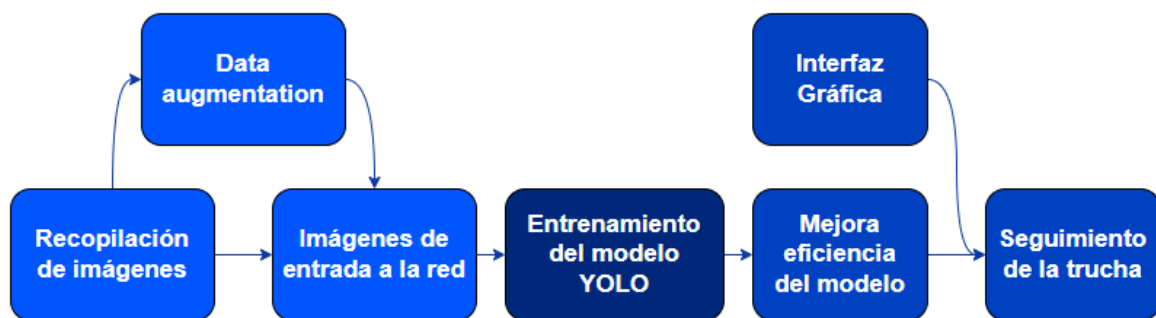 Data
augmentation
Interfaz
Gráfica
Recopilación
de imágenes
Imágenes de
entrada a la red
Entrenamiento
del modelo
YOLO
Mejora
eficiencia
del modelo
Seguimiento
de la trucha